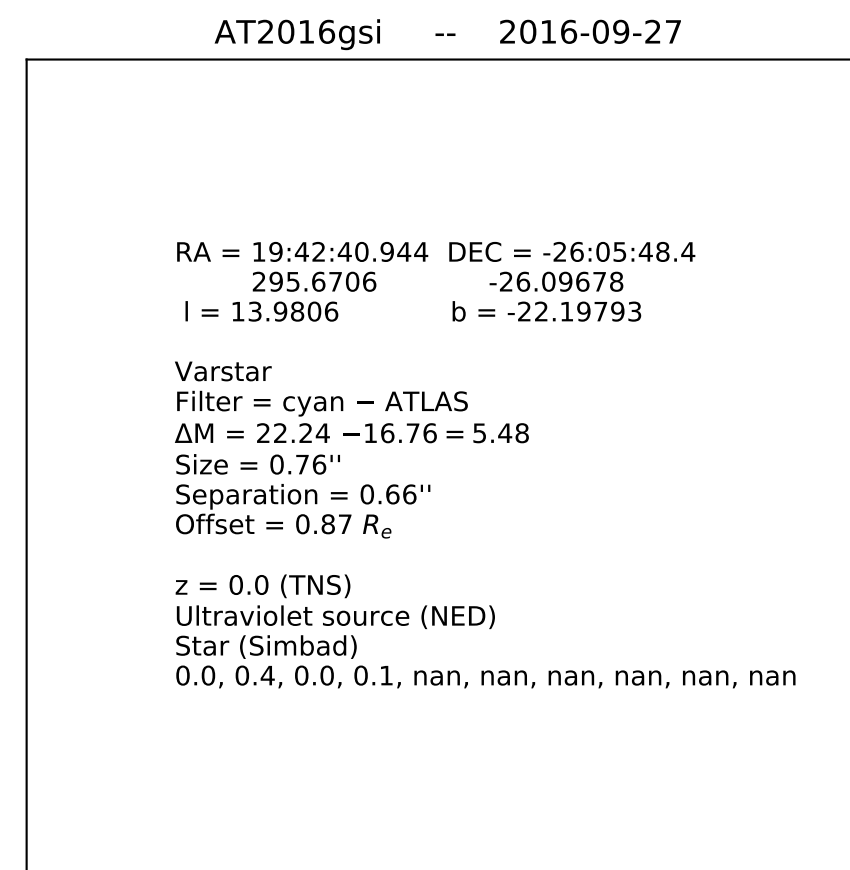 AT2016gsi -- 2016-09-27
RA = 19:42:40.944 DEC = -26:05:48.4
295.6706 -26.09678
l = 13.9806 b = -22.19793
Varstar
Filter = cyan − ATLAS
ΔM = 22.24 −16.76 = 5.48
Size = 0.76''
Separation = 0.66''
Offset = 0.87 Rₑ
z = 0.0 (TNS)
Ultraviolet source (NED)
Star (Simbad)
0.0, 0.4, 0.0, 0.1, nan, nan, nan, nan, nan, nan